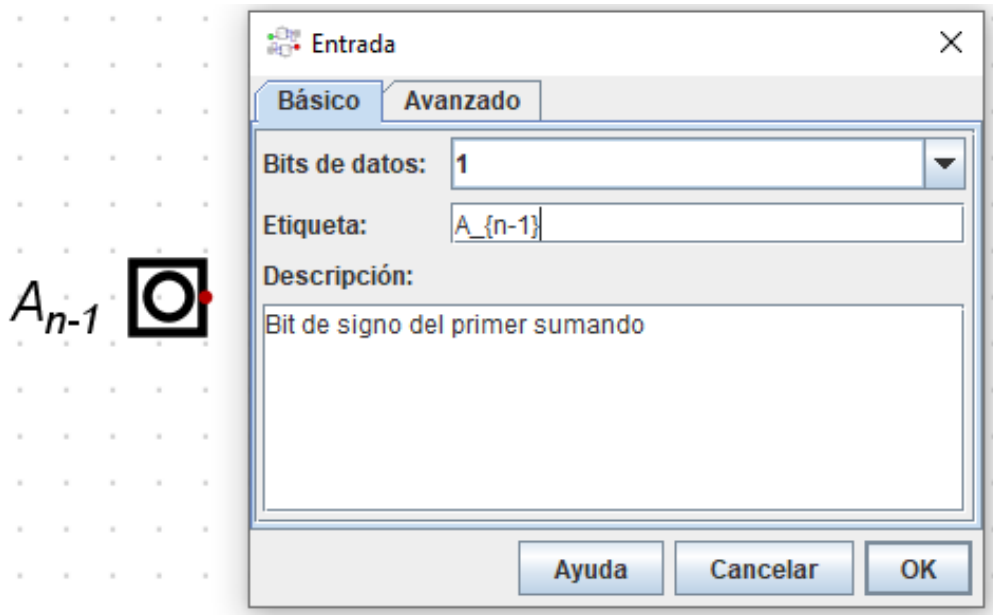 Entrada
Básico Avanzado
Bits de datos: 1
Etiqueta: A_{n-1}
Descripción:
A_{n-1}
Bit de signo del primer sumando
Ayuda Cancelar OK